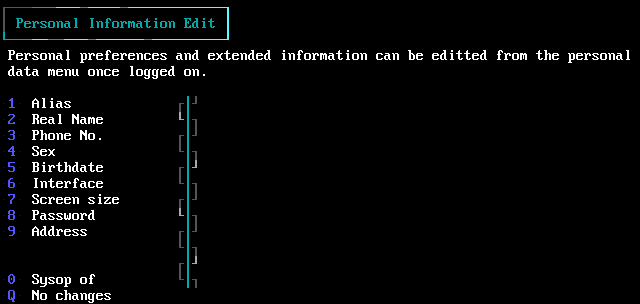 Personal Information Edit
Personal preferences and extended information can be editted from the personal
data menu once logged on.
1 Alias
2 Real Name
3 Phone No.
4 Sex
5 Birthdate
6 Interface
7 Screen size
8 Password
9 Address
0 Sysop of
Q No changes